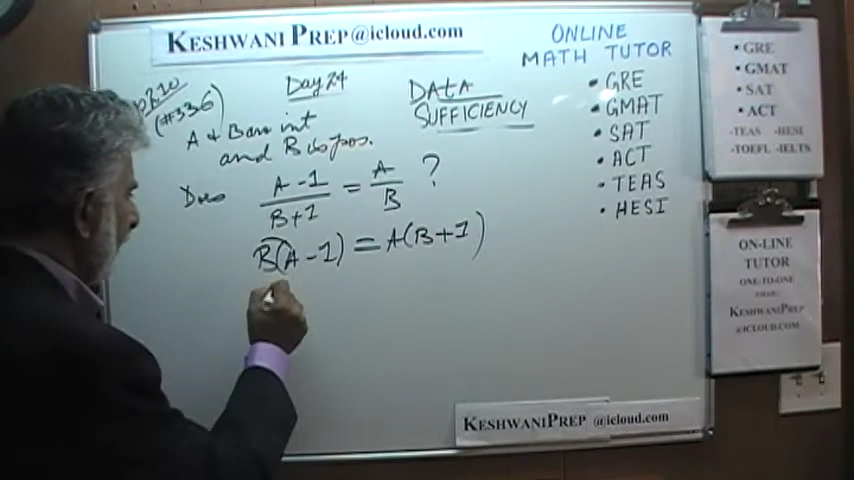 KESHWANI PREP@icloud.com
(#336)
Day 24
DATA
SUFFICIENCY
A & B are int
and B is pos.
Does A-1/B+1 = A/B ?
B(A-1) = A(B+1)
ONLINE
MATH TUTOR
• GRE
• GMAT
• SAT
• ACT
• TEAS
• HESI
• GRE
• GMAT
• SAT
• ACT
-TEAS -HESI
-TOEFL -IELTS
ON-LINE
TUTOR
ONE-TO-ONE
KESHWANIPREP
@ICLOUD.COM
KESHWANIPREP @icloud.com